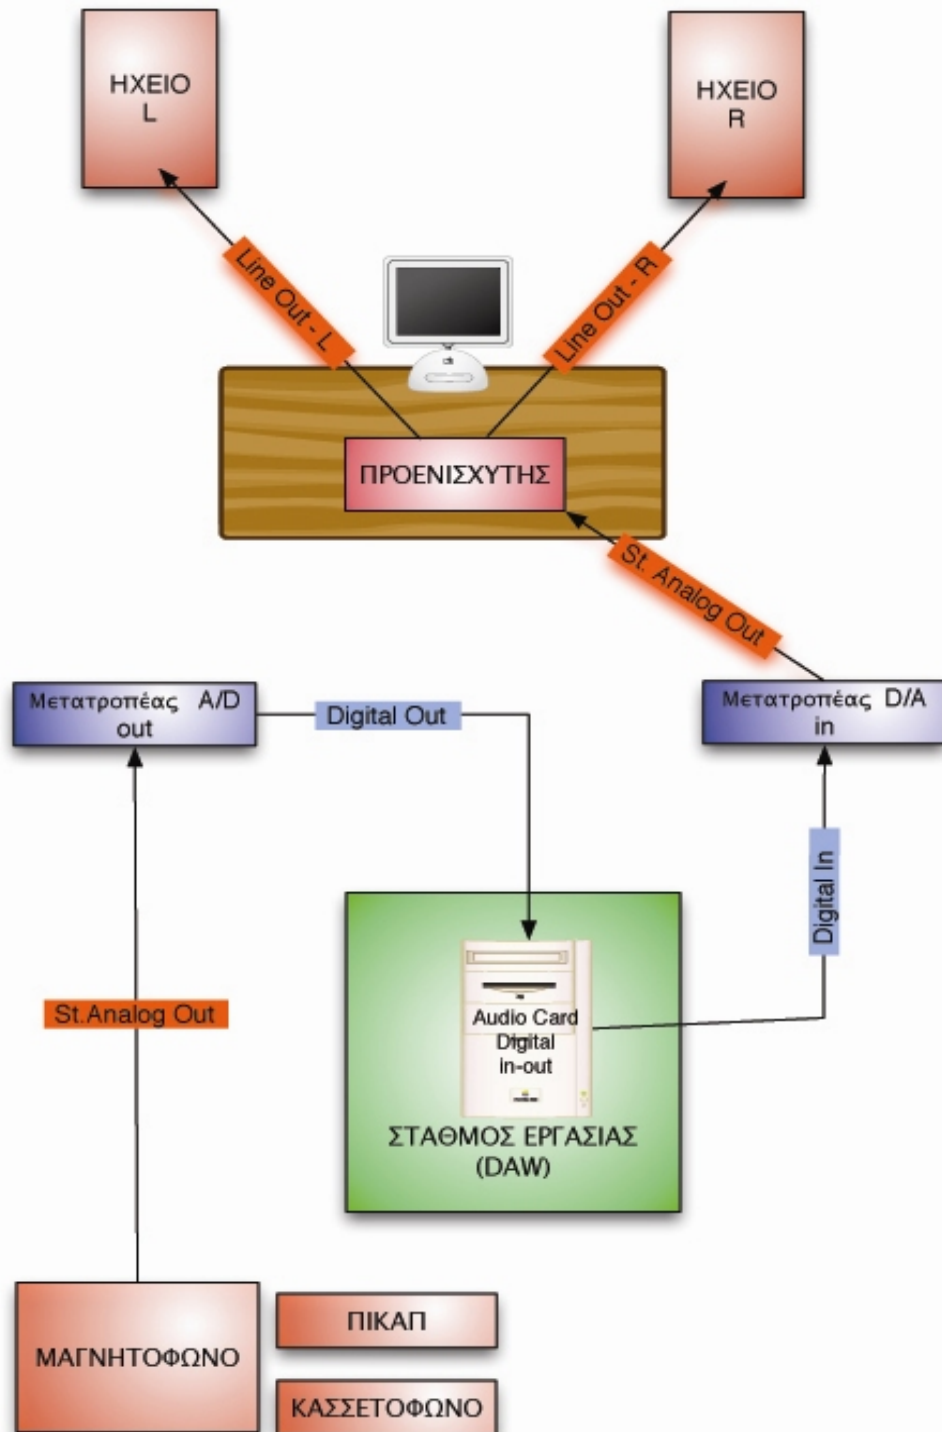 ΗΧΕΙΟ
L
ΗΧΕΙΟ
R
Line Out - L
Line Out - R
ΠΡΟΕΝΙΣΧΥΤΗΣ
St. Analog Out
Μετατροπέας A/D
out
Digital Out
Μετατροπέας D/A
in
Digital In
St.Analog Out
Audio Card
Digital
in-out
ΣΤΑΘΜΟΣ ΕΡΓΑΣΙΑΣ
(DAW)
ΜΑΓΝΗΤΟΦΩΝΟ
ΠΙΚΑΠ
ΚΑΣΣΕΤΟΦΩΝΟ